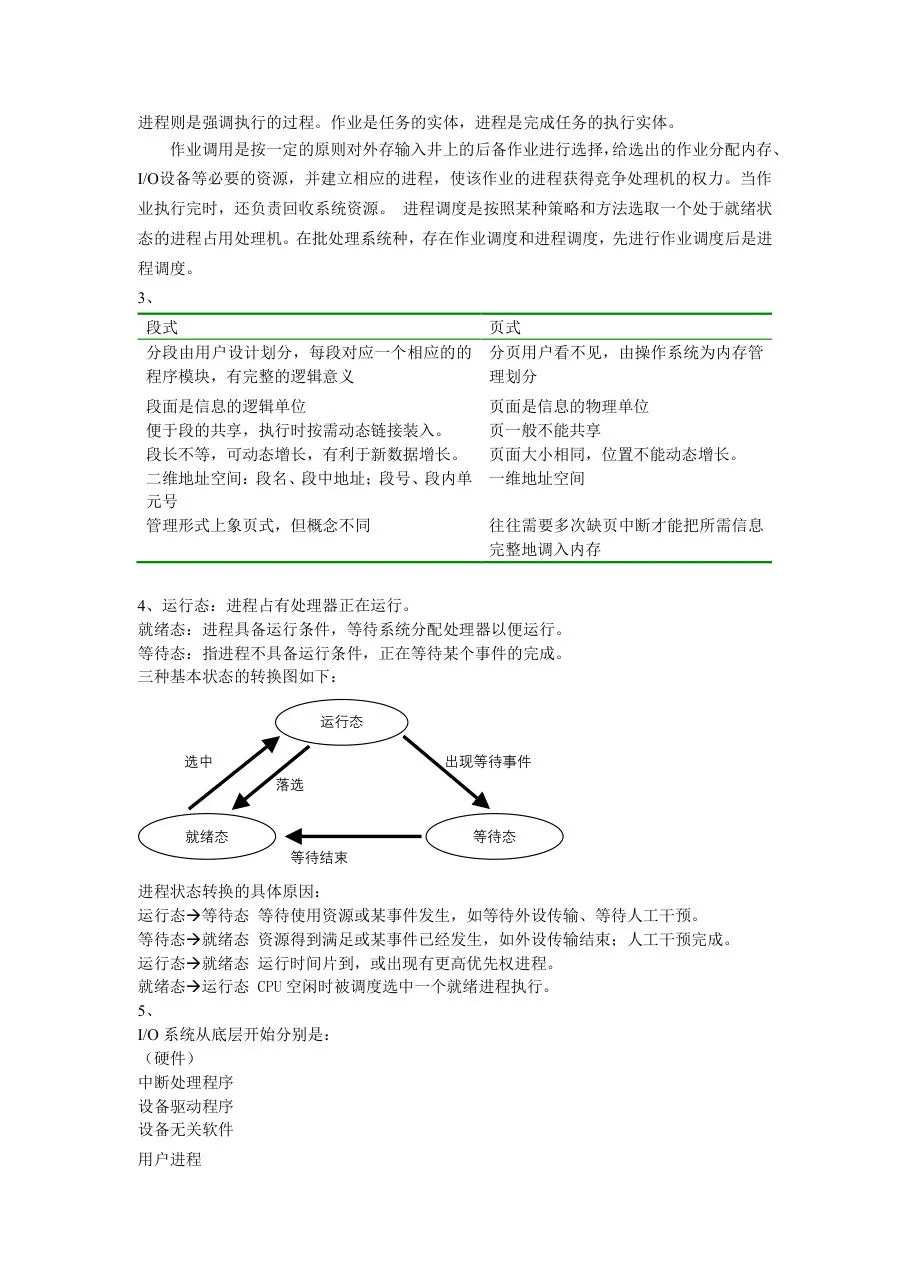 进程则是强调执行的过程。作业是任务的实体，进程是完成任务的执行实体。
作业调用是按一定的原则对外存输入井上的后备作业进行选择，给选出的作业分配内存、
I/O设备等必要的资源，并建立相应的进程，使该作业的进程获得竞争处理机的权力。当作
业执行完时，还负责回收系统资源。 进程调度是按照某种策略和方法选取一个处于就绪状
态的进程占用处理机。在批处理系统种，存在作业调度和进程调度，先进行作业调度后是进
程调度。
3、
段式 页式
分段由用户设计划分，每段对应一个相应的的 分页用户看不见，由操作系统为内存管
程序模块，有完整的逻辑意义 理划分
段面是信息的逻辑单位 页面是信息的物理单位
便于段的共享，执行时按需动态链接装入。 页一般不能共享
段长不等，可动态增长，有利于新数据增长。 页面大小相同，位置不能动态增长。
二维地址空间：段名、段中地址；段号、段内单 一维地址空间
元号
管理形式上象页式，但概念不同 往往需要多次缺页中断才能把所需信息
完整地调入内存
4、运行态：进程占有处理器正在运行。
就绪态：进程具备运行条件，等待系统分配处理器以便运行。
等待态：指进程不具备运行条件，正在等待某个事件的完成。
三种基本状态的转换图如下：
运行态
选中 出现等待事件
落选
就绪态 等待态
等待结束
进程状态转换的具体原因：
运行态→等待态 等待使用资源或某事件发生，如等待外设传输、等待人工干预。
等待态→就绪态 资源得到满足或某事件已经发生，如外设传输结束；人工干预完成。
运行态→就绪态 运行时间片到，或出现有更高优先权进程。
就绪态→运行态 CPU 空闲时被调度选中一个就绪进程执行。
5、
I/O 系统从底层开始分别是：
（硬件）
中断处理程序
设备驱动程序
设备无关软件
用户进程